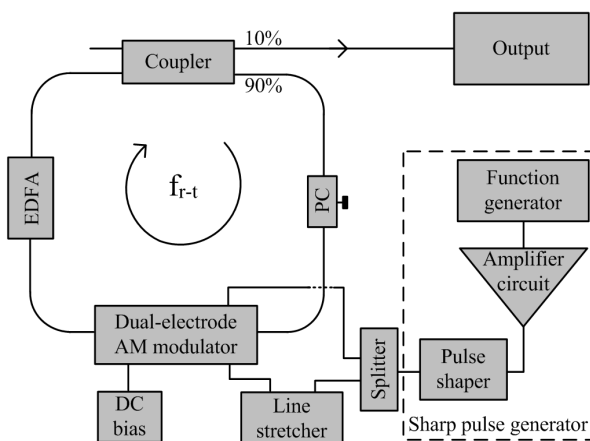 10%
Output
Coupler
90%
EDFA
f_r-t
PC
Function
generator
Amplifier
circuit
Dual-electrode
AM modulator
Splitter
Pulse
shaper
DC
bias
Line
stretcher
Sharp pulse generator